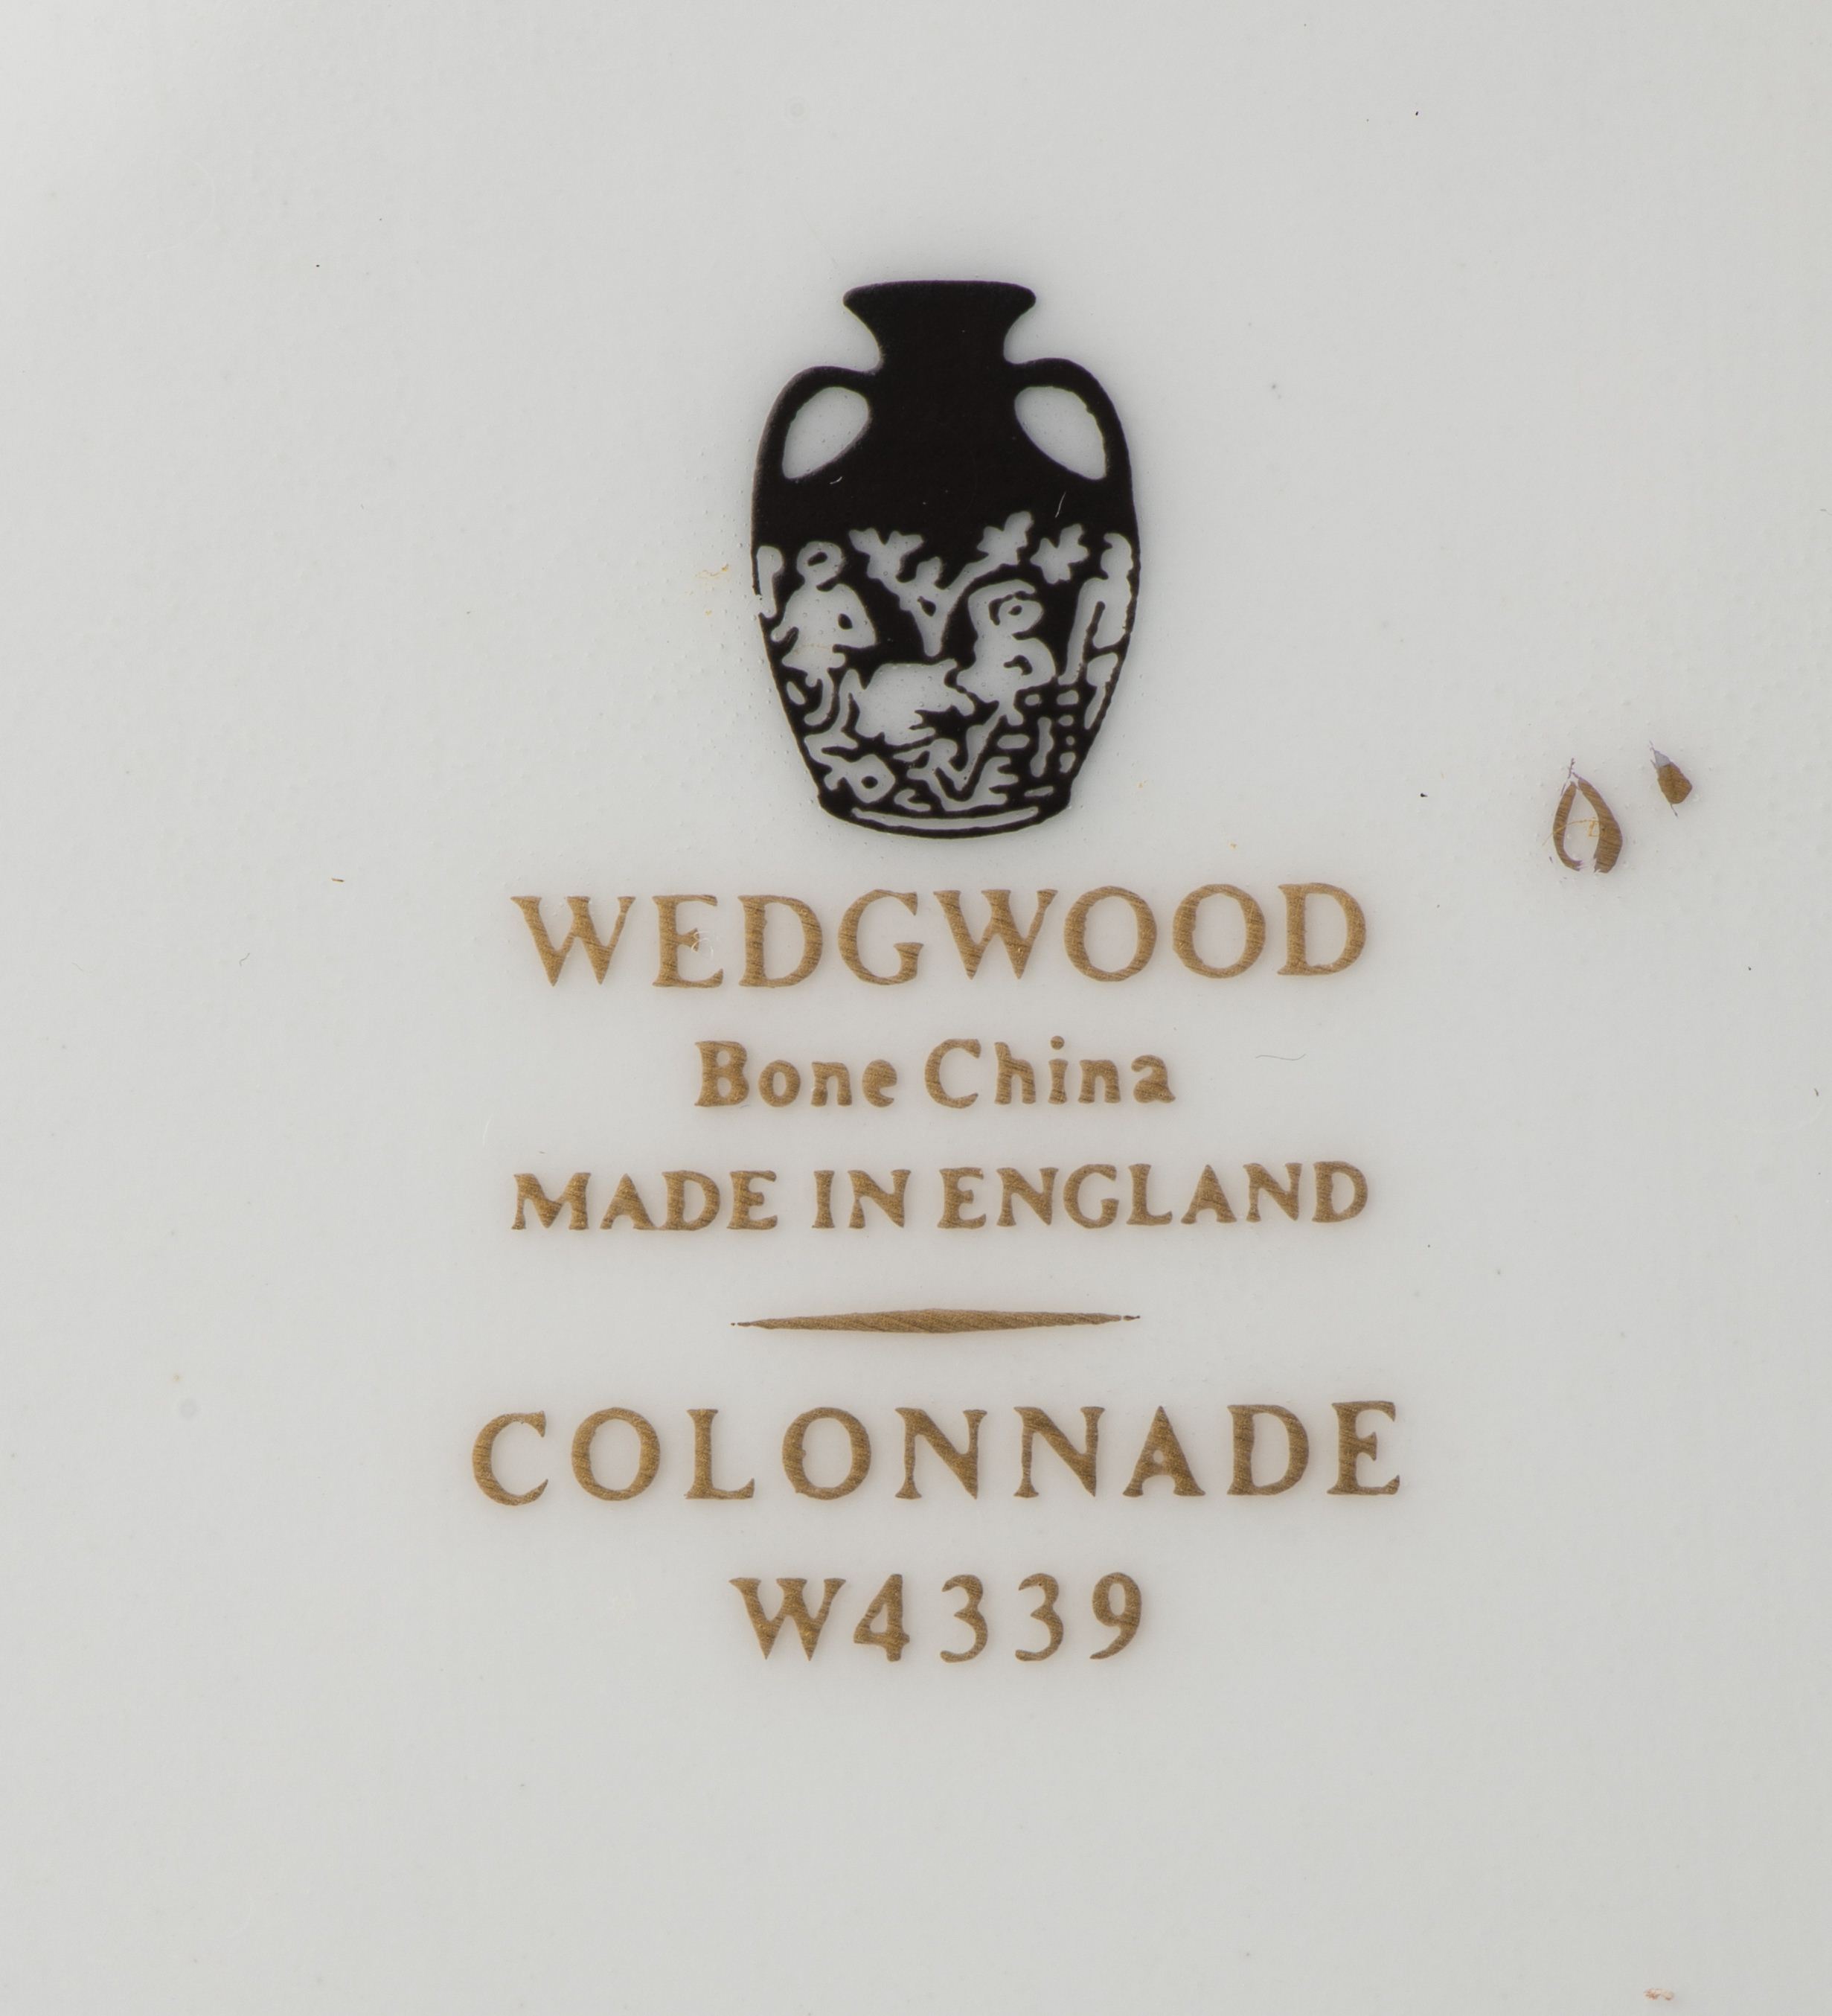 WEDGWOOD
Bone China
MADE IN ENGLAND
COLONNADE
W4339